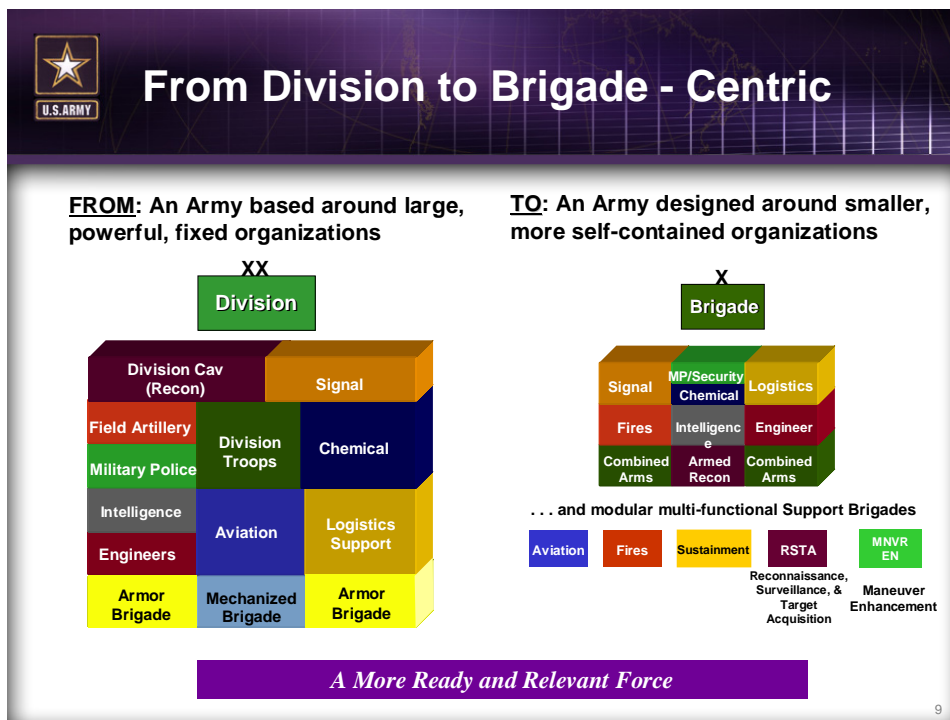 U.S.ARMY
From Division to Brigade - Centric
FROM: An Army based around large,
powerful, fixed organizations
XX
Division
Division Cav
(Recon)
Signal
Field Artillery
Military Police
Division
Troops
Chemical
Intelligence
Engineers
Aviation
Logistics
Support
Armor
Brigade
Mechanized
Brigade
Armor
Brigade
TO: An Army designed around smaller,
more self-contained organizations
X
Brigade
Signal
MP/Security
Chemical
Logistics
Fires
Intelligenc
e
Engineer
Combined
Arms
Armed
Recon
Combined
Arms
. . . and modular multi-functional Support Brigades
Aviation
Fires
Sustainment
RSTA
MNVR
EN
Reconnaissance,
Surveillance, &
Target
Acquisition
Maneuver
Enhancement
A More Ready and Relevant Force
9